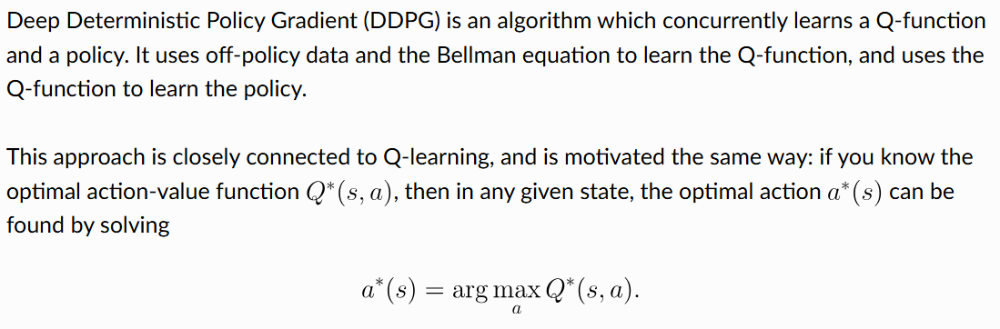 Deep Deterministic Policy Gradient (DDPG) is an algorithm which concurrently learns a Q-function
and a policy. It uses off-policy data and the Bellman equation to learn the Q-function, and uses the
Q-function to learn the policy.
This approach is closely connected to Q-learning, and is motivated the same way: if you know the
optimal action-value function Q*(s, a), then in any given state, the optimal action a*(s) can be
found by solving
a*(s) = arg max Q*(s, a).
a